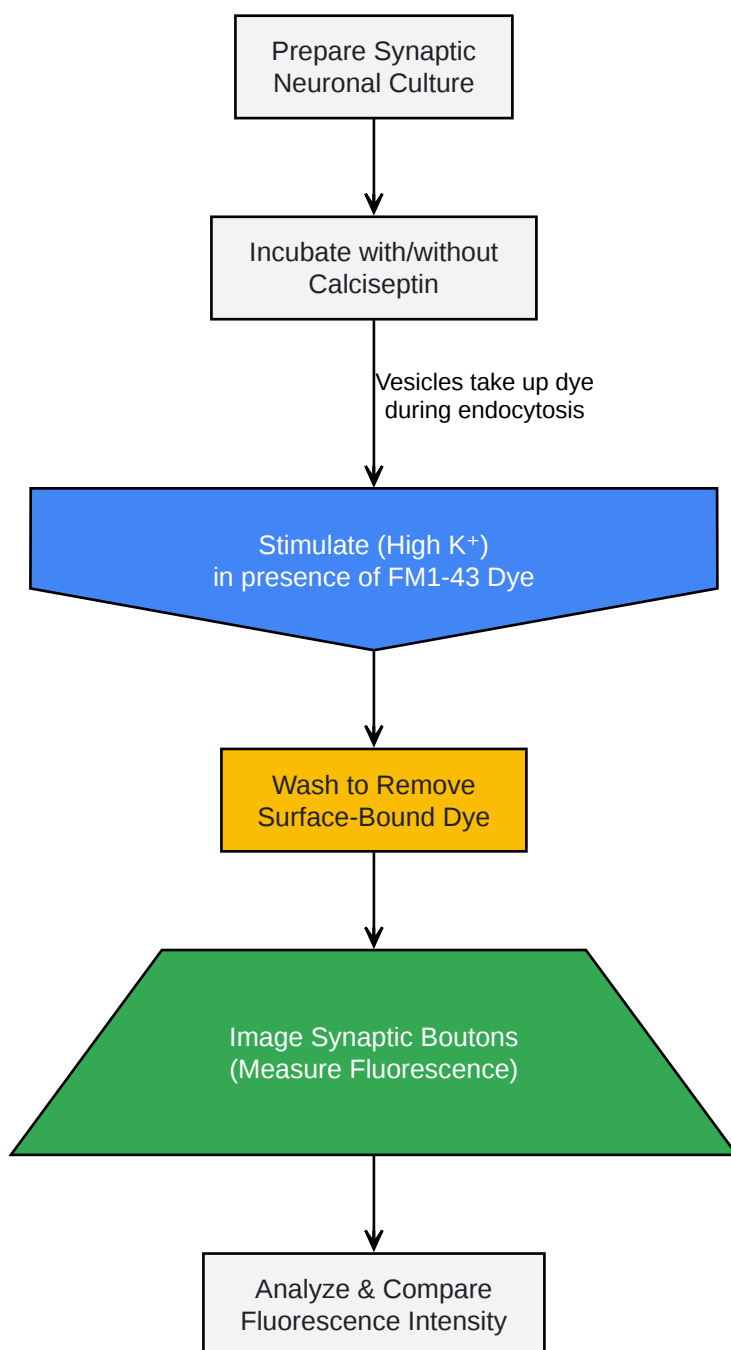 Prepare Synaptic
Neuronal Culture
Incubate with/without
Calciseptin
Vesicles take up dye
during endocytosis
Stimulate (High K⁺)
in presence of FM1-43 Dye
Wash to Remove
Surface-Bound Dye
Image Synaptic Boutons
(Measure Fluorescence)
Analyze & Compare
Fluorescence Intensity